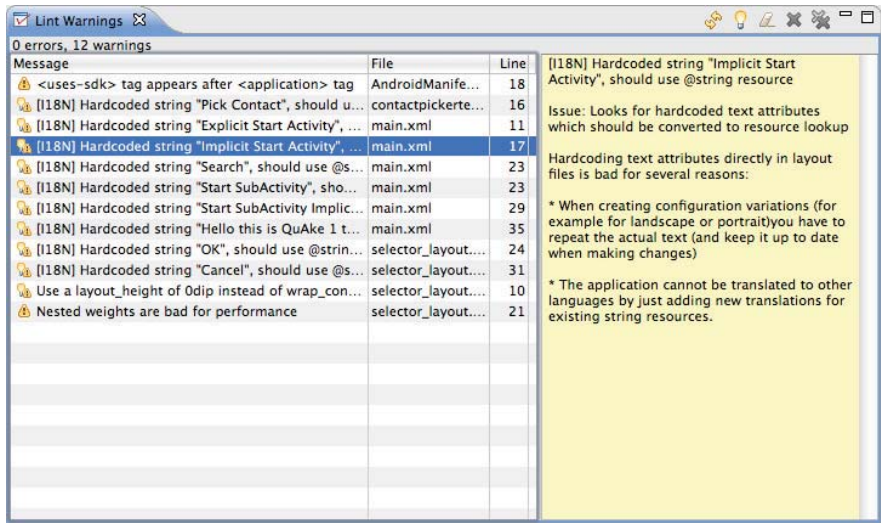 Lint Warnings
0 errors, 12 warnings
Message File Line
<uses-sdk> tag appears after <application> tag AndroidManife... 18
[I18N] Hardcoded string "Pick Contact", should u... contactpickerte... 16
[I18N] Hardcoded string "Explicit Start Activity", ... main.xml 11
[I18N] Hardcoded string "Implicit Start Activity", ... main.xml 17
[I18N] Hardcoded string "Search", should use @s... main.xml 23
[I18N] Hardcoded string "Start SubActivity", sho... main.xml 23
[I18N] Hardcoded string "Start SubActivity Implic... main.xml 29
[I18N] Hardcoded string "Hello this is QuAke 1 t... main.xml 35
[I18N] Hardcoded string "OK", should use @strin... selector_layout.... 24
[I18N] Hardcoded string "Cancel", should use @s... selector_layout.... 31
Use a layout_height of 0dip instead of wrap_con... selector_layout.... 10
Nested weights are bad for performance selector_layout.... 21
[I18N] Hardcoded string "Implicit Start
Activity", should use @string resource
Issue: Looks for hardcoded text attributes
which should be converted to resource lookup
Hardcoding text attributes directly in layout
files is bad for several reasons:
* When creating configuration variations (for
example for landscape or portrait)you have to
repeat the actual text (and keep it up to date
when making changes)
* The application cannot be translated to other
languages by just adding new translations for
existing string resources.